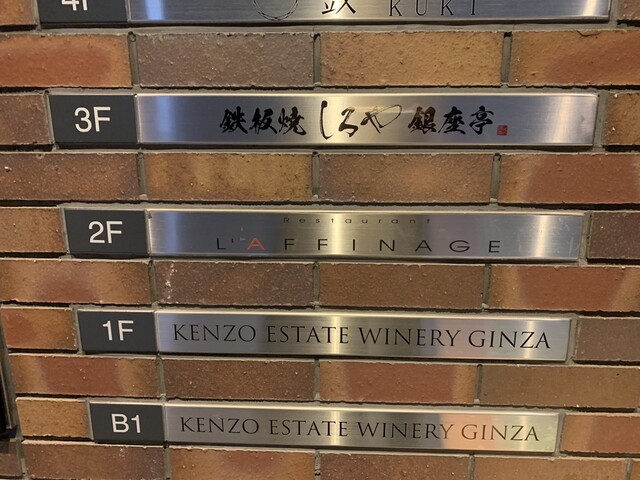 4F KUKI
3F 鉄板焼 しろや 銀座亭
Restaurant
2F L'AFFINAGE
1F KENZO ESTATE WINERY GINZA
B1 KENZO ESTATE WINERY GINZA